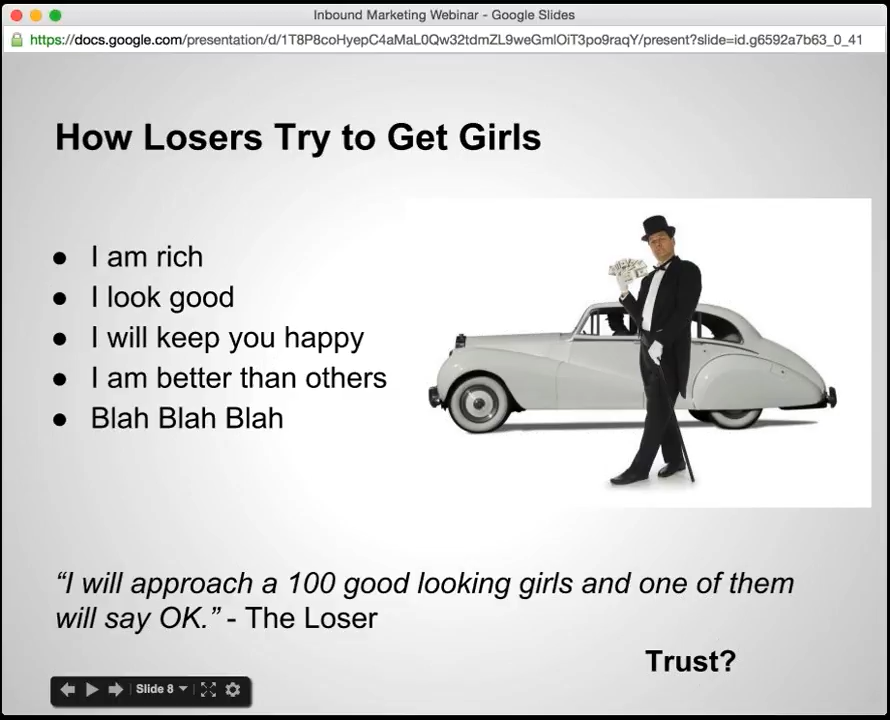 Inbound Marketing Webinar - Google Slides
https://docs.google.com/presentation/d/1T8P8coHyepC4aMaL0Qw32tdmZL9weGmlOiT3po9raqY/present?slide=id.g6592a7b63_0_41
How Losers Try to Get Girls
● I am rich
● I look good
● I will keep you happy
● I am better than others
● Blah Blah Blah
“I will approach a 100 good looking girls and one of them
will say OK.” - The Loser
Trust?
Slide 8